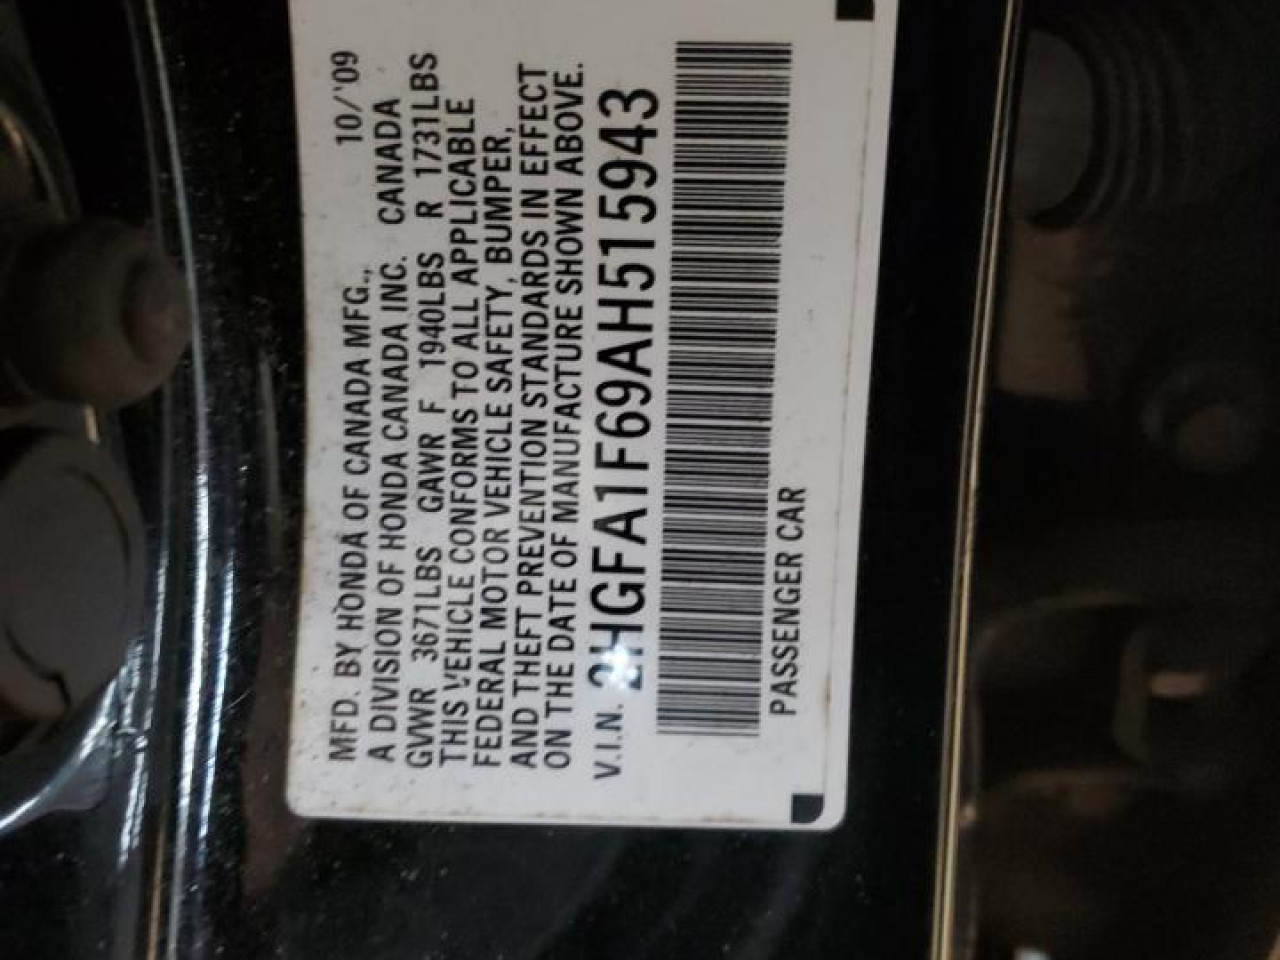 MFD. BY HONDA OF CANADA MFG., 10/'09
A DIVISION OF HONDA CANADA INC. CANADA
GVWR 3671LBS GAWR F 1940LBS R 1731LBS
THIS VEHICLE CONFORMS TO ALL APPLICABLE
FEDERAL MOTOR VEHICLE SAFETY, BUMPER,
AND THEFT PREVENTION STANDARDS IN EFFECT
ON THE DATE OF MANUFACTURE SHOWN ABOVE.
V.I.N. 2HGFA1F69AH515943
PASSENGER CAR